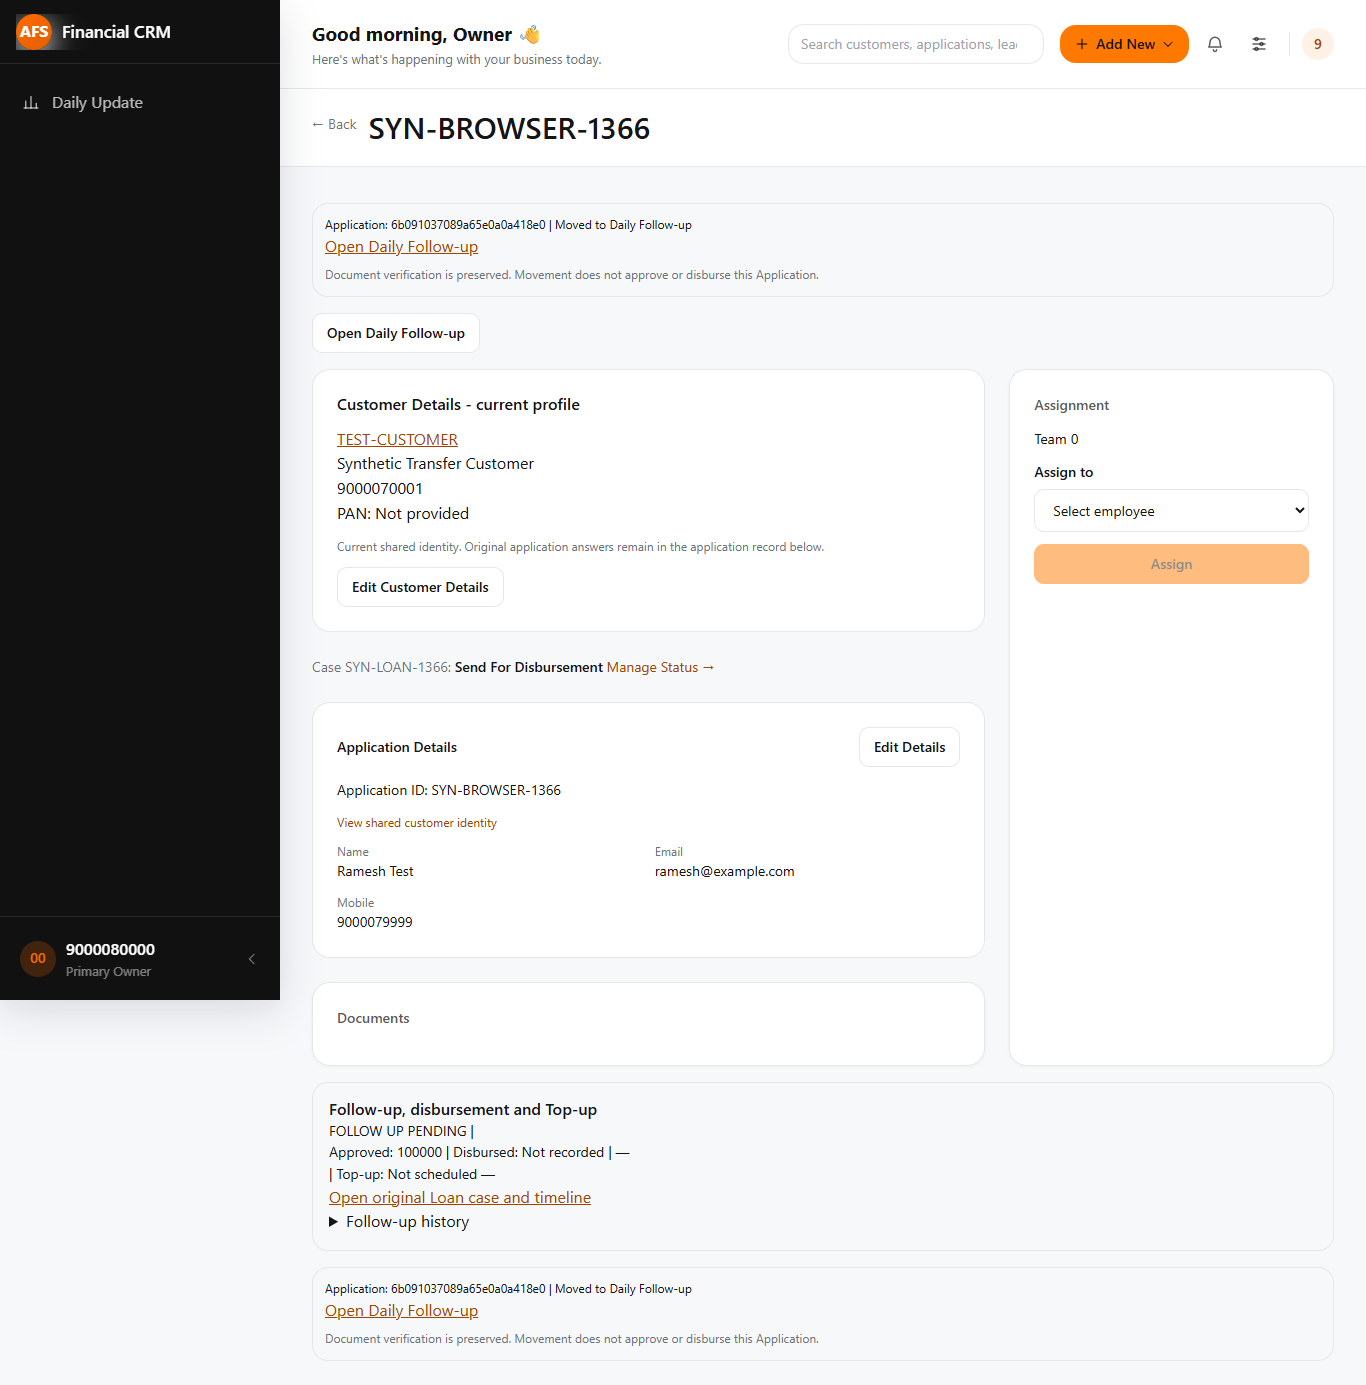 AFS Financial CRM
Daily Update
Good morning, Owner 👋
Here's what's happening with your business today.
Search customers, applications, lea
+ Add New
9
← Back
SYN-BROWSER-1366
Application: 6b091037089a65e0a0a418e0 | Moved to Daily Follow-up
Open Daily Follow-up
Document verification is preserved. Movement does not approve or disburse this Application.
Open Daily Follow-up
Customer Details - current profile
TEST-CUSTOMER
Synthetic Transfer Customer
9000070001
PAN: Not provided
Current shared identity. Original application answers remain in the application record below.
Edit Customer Details
Assignment
Team 0
Assign to
Select employee
Assign
Case SYN-LOAN-1366: Send For Disbursement Manage Status →
Application Details
Edit Details
Application ID: SYN-BROWSER-1366
View shared customer identity
Name
Ramesh Test
Email
ramesh@example.com
Mobile
9000079999
Documents
00
9000080000
Primary Owner
Follow-up, disbursement and Top-up
FOLLOW UP PENDING |
Approved: 100000 | Disbursed: Not recorded | —
| Top-up: Not scheduled —
Open original Loan case and timeline
▶ Follow-up history
Application: 6b091037089a65e0a0a418e0 | Moved to Daily Follow-up
Open Daily Follow-up
Document verification is preserved. Movement does not approve or disburse this Application.